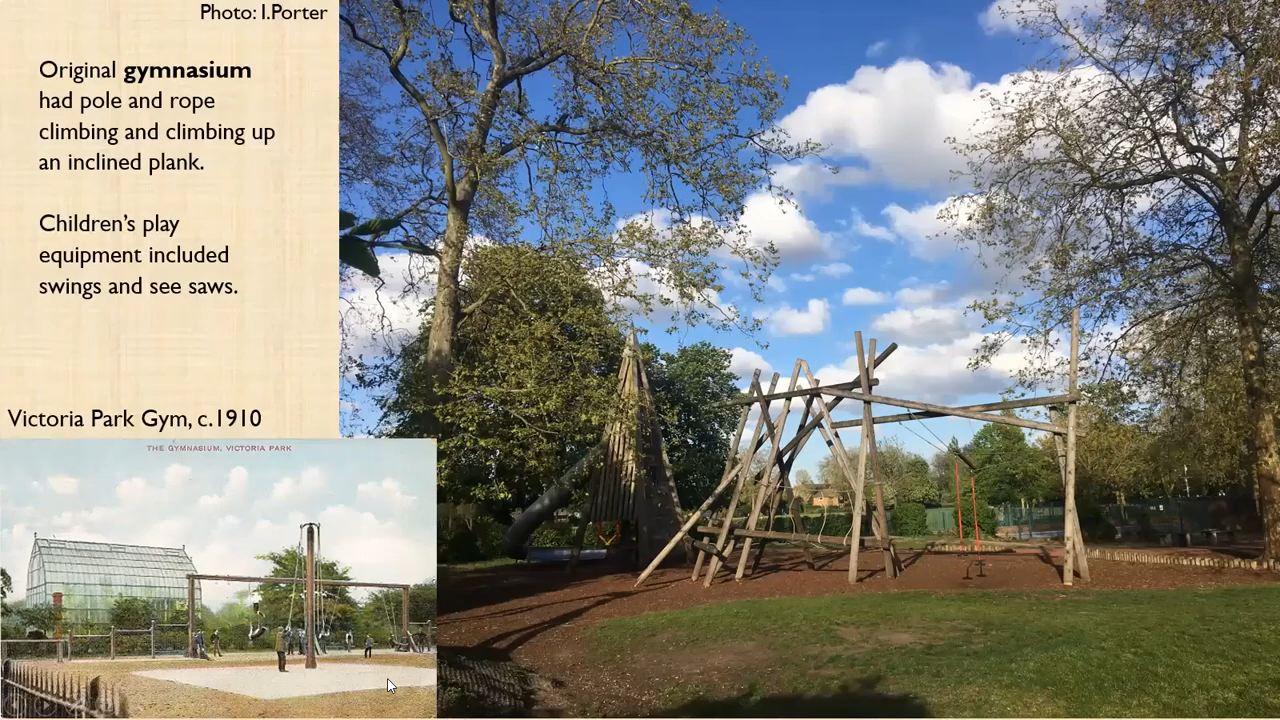 Photo: I.Porter
Original gymnasium
had pole and rope
climbing and climbing up
an inclined plank.
Children's play
equipment included
swings and see saws.
Victoria Park Gym, c.1910
THE GYMNASIUM, VICTORIA PARK